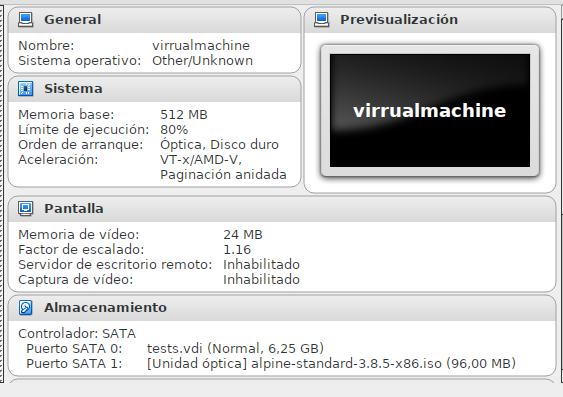 General
Nombre: virrualmachine
Sistema operativo: Other/Unknown
Sistema
Memoria base: 512 MB
Límite de ejecución: 80%
Orden de arranque: Óptica, Disco duro
Aceleración: VT-x/AMD-V,
Paginación anidada
Previsualización
virrualmachine
Pantalla
Memoria de vídeo: 24 MB
Factor de escalado: 1.16
Servidor de escritorio remoto: Inhabilitado
Captura de vídeo: Inhabilitado
Almacenamiento
Controlador: SATA
Puerto SATA 0: tests.vdi (Normal, 6,25 GB)
Puerto SATA 1: [Unidad óptica] alpine-standard-3.8.5-x86.iso (96,00 MB)